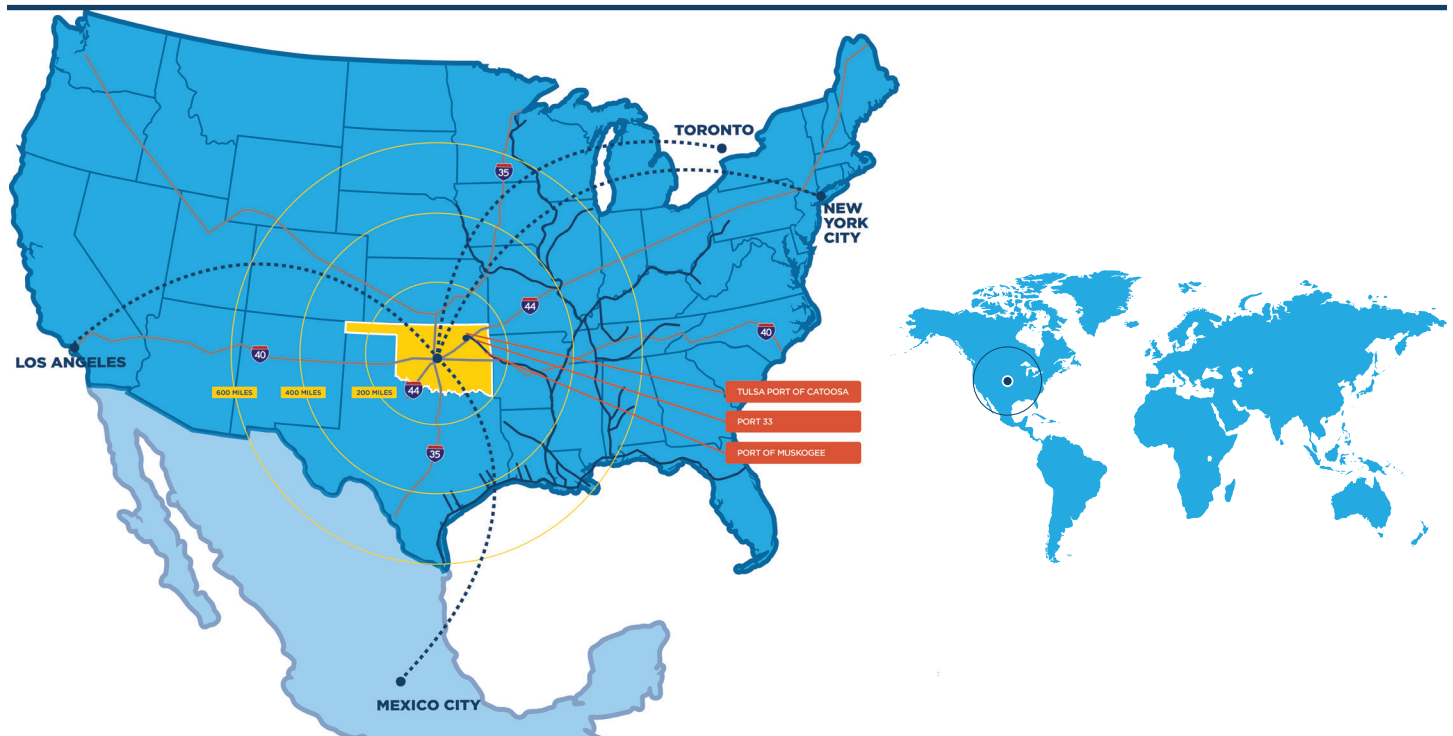 TORONTO
35
NEW
YORK
CITY
44
40
LOS ANGELES
40
600 MILES
400 MILES
200 MILES
44
TULSA PORT OF CATOOSA
PORT 33
PORT OF MUSKOGEE
35
MEXICO CITY